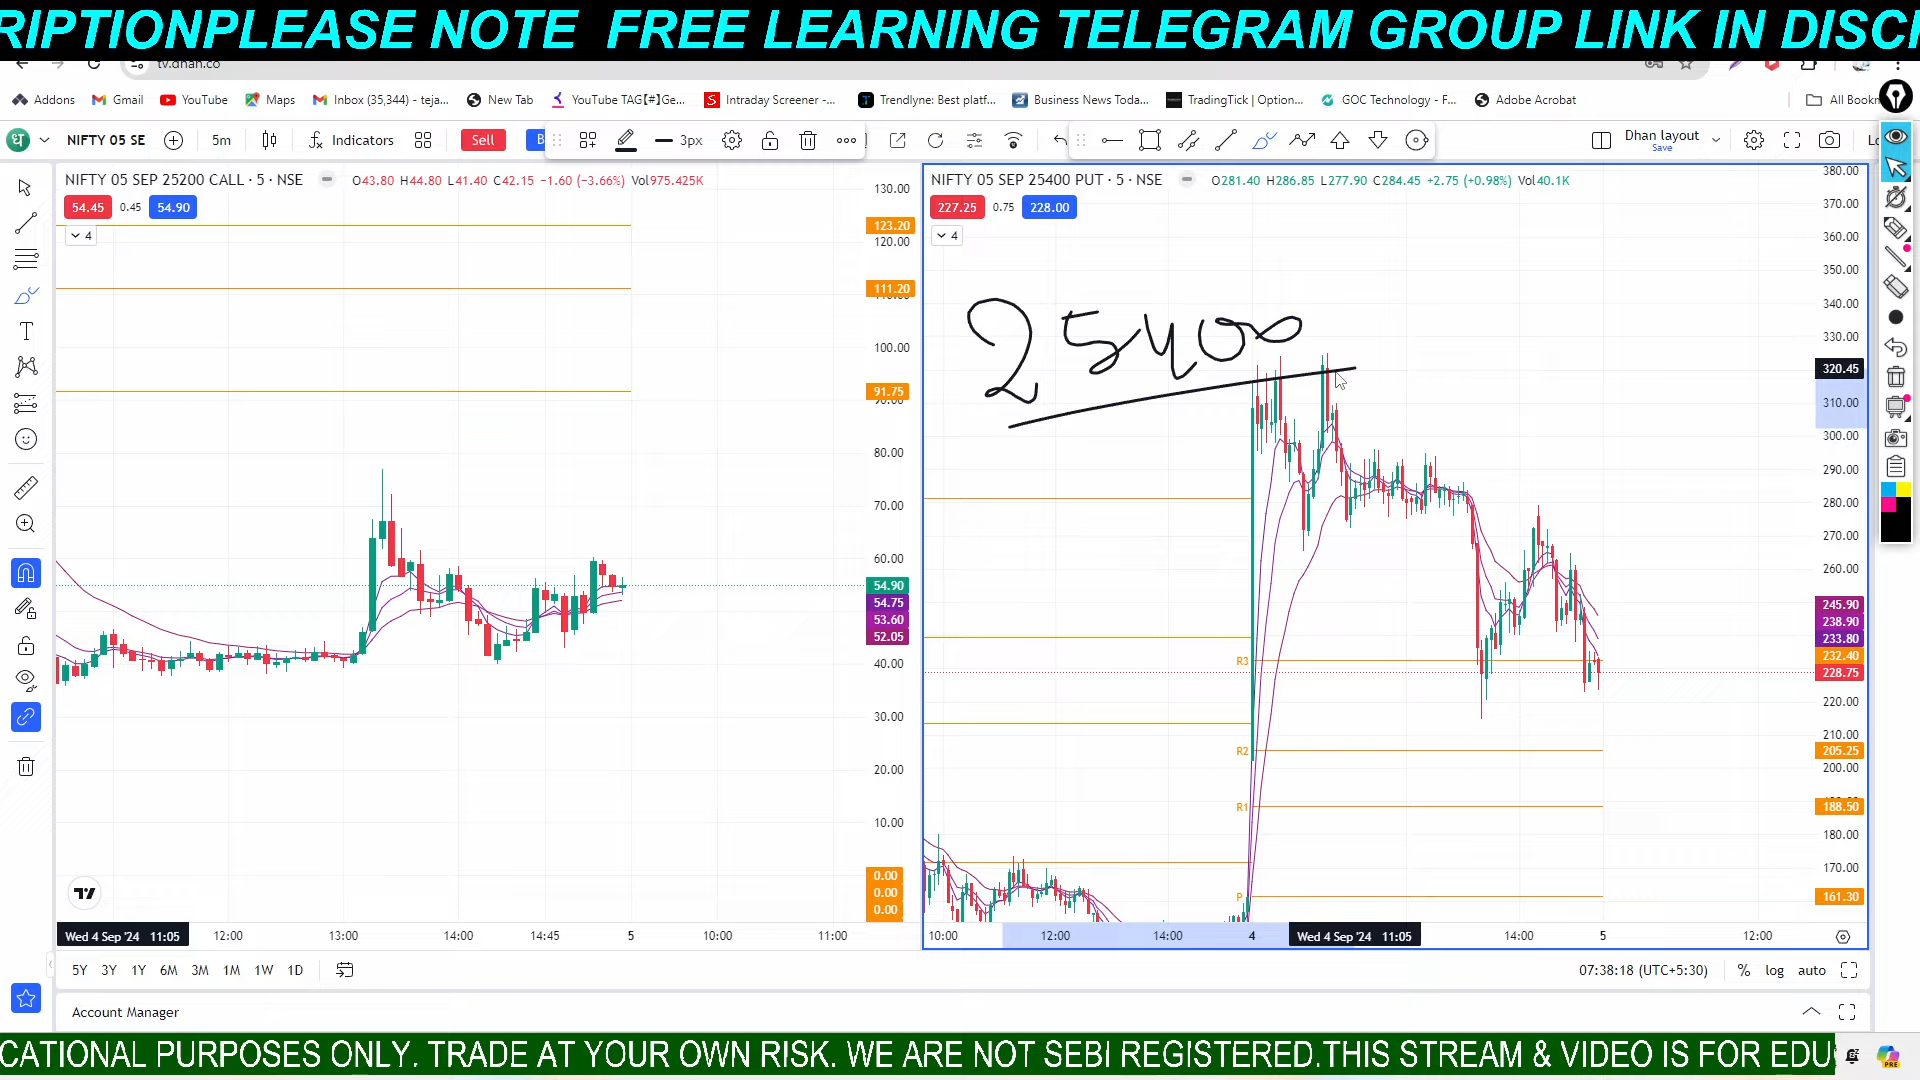 RIPTIONPLEASE NOTE FREE LEARNING TELEGRAM GROUP LINK IN DISC
tv.dhan.co
Addons Gmail YouTube Maps Inbox (35,344) - teja... New Tab YouTube TAG【#】Ge... Intraday Screener -... Trendlyne: Best platf... Business News Toda... TradingTick | Option... GOC Technology - F... Adobe Acrobat All Bookm
ध NIFTY 05 SE 5m Indicators Sell B 3px Dhan layout
Save
NIFTY 05 SEP 25200 CALL · 5 · NSE O43.80 H44.80 L41.40 C42.15 −1.60 (−3.66%) Vol975.425K
54.45 0.45 54.90
4
130.00
123.20
120.00
111.20
100.00
91.75
90.00
80.00
70.00
60.00
54.90
54.75
53.60
52.05
40.00
30.00
20.00
10.00
0.00
0.00
0.00
Wed 4 Sep '24 11:05 12:00 13:00 14:00 14:45 5 10:00 11:00
NIFTY 05 SEP 25400 PUT · 5 · NSE O281.40 H286.85 L277.90 C284.45 +2.75 (+0.98%) Vol40.1K
227.25 0.75 228.00
4
25400
380.00
370.00
360.00
350.00
340.00
330.00
320.45
310.00
300.00
290.00
280.00
270.00
260.00
245.90
238.90
233.80
R3 232.40
228.75
220.00
210.00
R2 205.25
200.00
R1 188.50
180.00
170.00
P 161.30
10:00 12:00 14:00 4 Wed 4 Sep '24 11:05 14:00 5 12:00
5Y 3Y 1Y 6M 3M 1M 1W 1D 07:38:18 (UTC+5:30) % log auto
Account Manager
CATIONAL PURPOSES ONLY. TRADE AT YOUR OWN RISK. WE ARE NOT SEBI REGISTERED.THIS STREAM & VIDEO IS FOR EDU
PRE